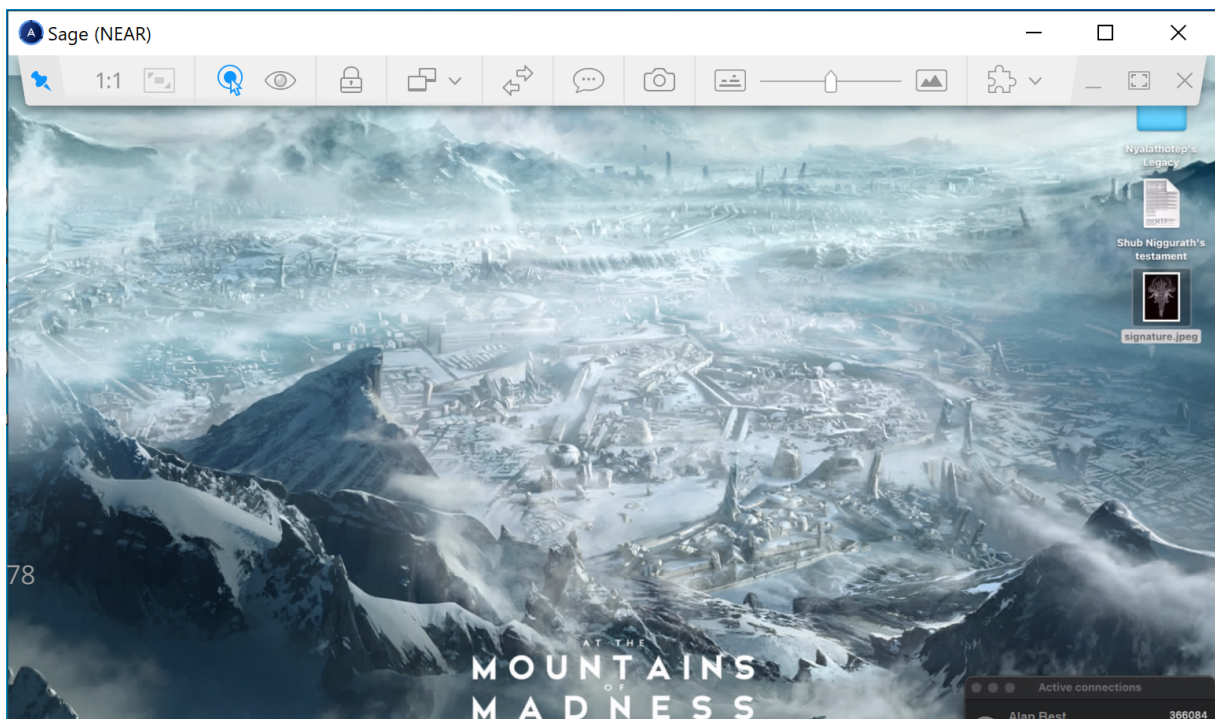 Sage (NEAR)
1:1
Nyalathotep's
Legacy
RTF
Shub Niggurath's
testament
signature.jpeg
78
AT THE
MOUNTAINS
OF
MADNESS
Active connections
Alan Best
366084